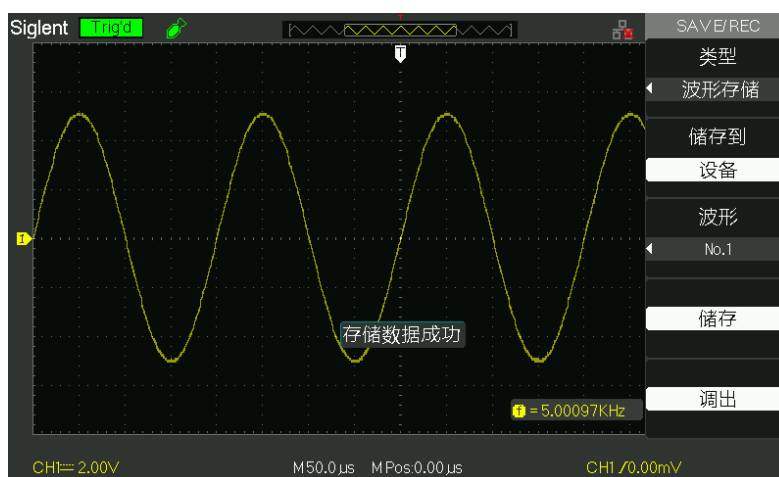 Siglent Trig'd
T
SAVE/REC
类型
波形存储
储存到
设备
波形
No.1
储存
调出
存储数据成功
f = 5.00097KHz
CH1 2.00V M50.0µs M Pos:0.00µs CH1 /0.00mV